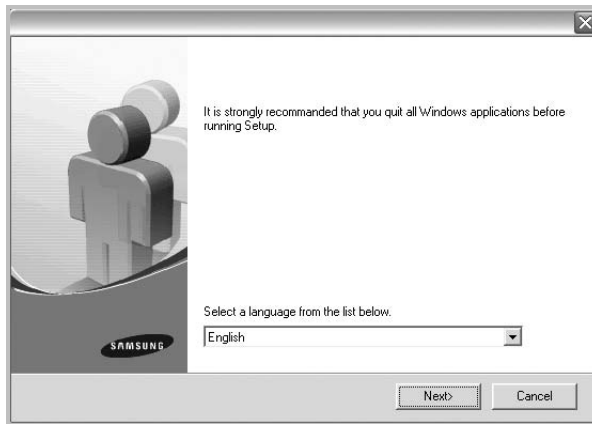 It is strongly recommanded that you quit all Windows applications before
running Setup.
Select a language from the list below.
English
SAMSUNG
Next>
Cancel